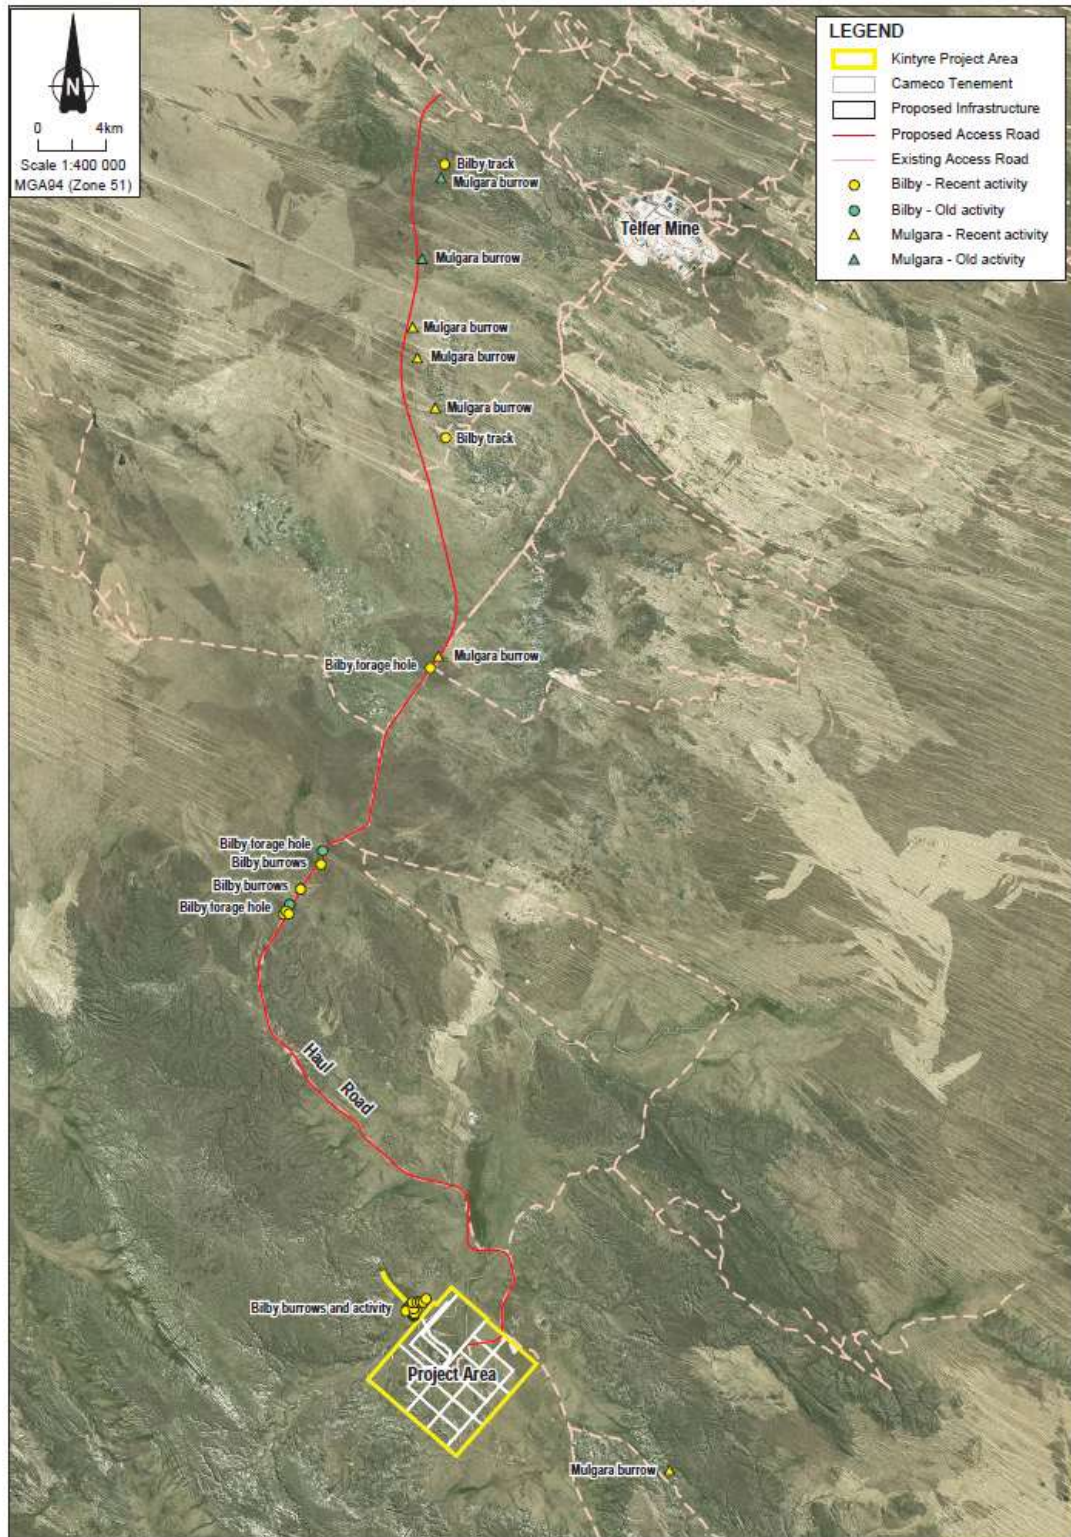 N
0 4km
Scale 1:400 000
MGA94 (Zone 51)
LEGEND
Kintyre Project Area
Cameco Tenement
Proposed Infrastructure
Proposed Access Road
Existing Access Road
Bilby - Recent activity
Bilby - Old activity
Mulgara - Recent activity
Mulgara - Old activity
Bilby track
Mulgara burrow
Telfer Mine
Mulgara burrow
Mulgara burrow
Mulgara burrow
Mulgara burrow
Bilby track
Mulgara burrow
Bilby forage hole
Bilby forage hole
Bilby burrows
Bilby burrows
Bilby forage hole
Haul Road
Bilby burrows and activity
Project Area
Mulgara burrow